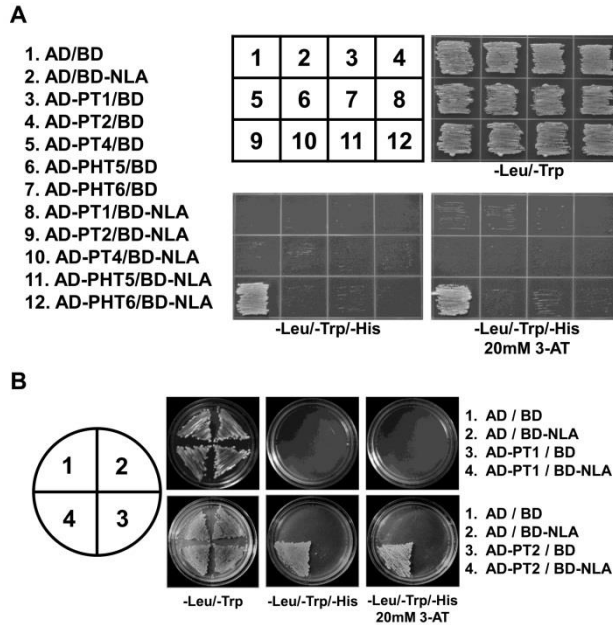 A
1. AD/BD
2. AD/BD-NLA
3. AD-PT1/BD
4. AD-PT2/BD
5. AD-PT4/BD
6. AD-PHT5/BD
7. AD-PHT6/BD
8. AD-PT1/BD-NLA
9. AD-PT2/BD-NLA
10. AD-PT4/BD-NLA
11. AD-PHT5/BD-NLA
12. AD-PHT6/BD-NLA
1 2 3 4
5 6 7 8
9 10 11 12
-Leu/-Trp
-Leu/-Trp/-His
-Leu/-Trp/-His
20mM 3-AT
B
1 2
4 3
1. AD / BD
2. AD / BD-NLA
3. AD-PT1 / BD
4. AD-PT1 / BD-NLA
1. AD / BD
2. AD / BD-NLA
3. AD-PT2 / BD
4. AD-PT2 / BD-NLA
-Leu/-Trp
-Leu/-Trp/-His
-Leu/-Trp/-His
20mM 3-AT